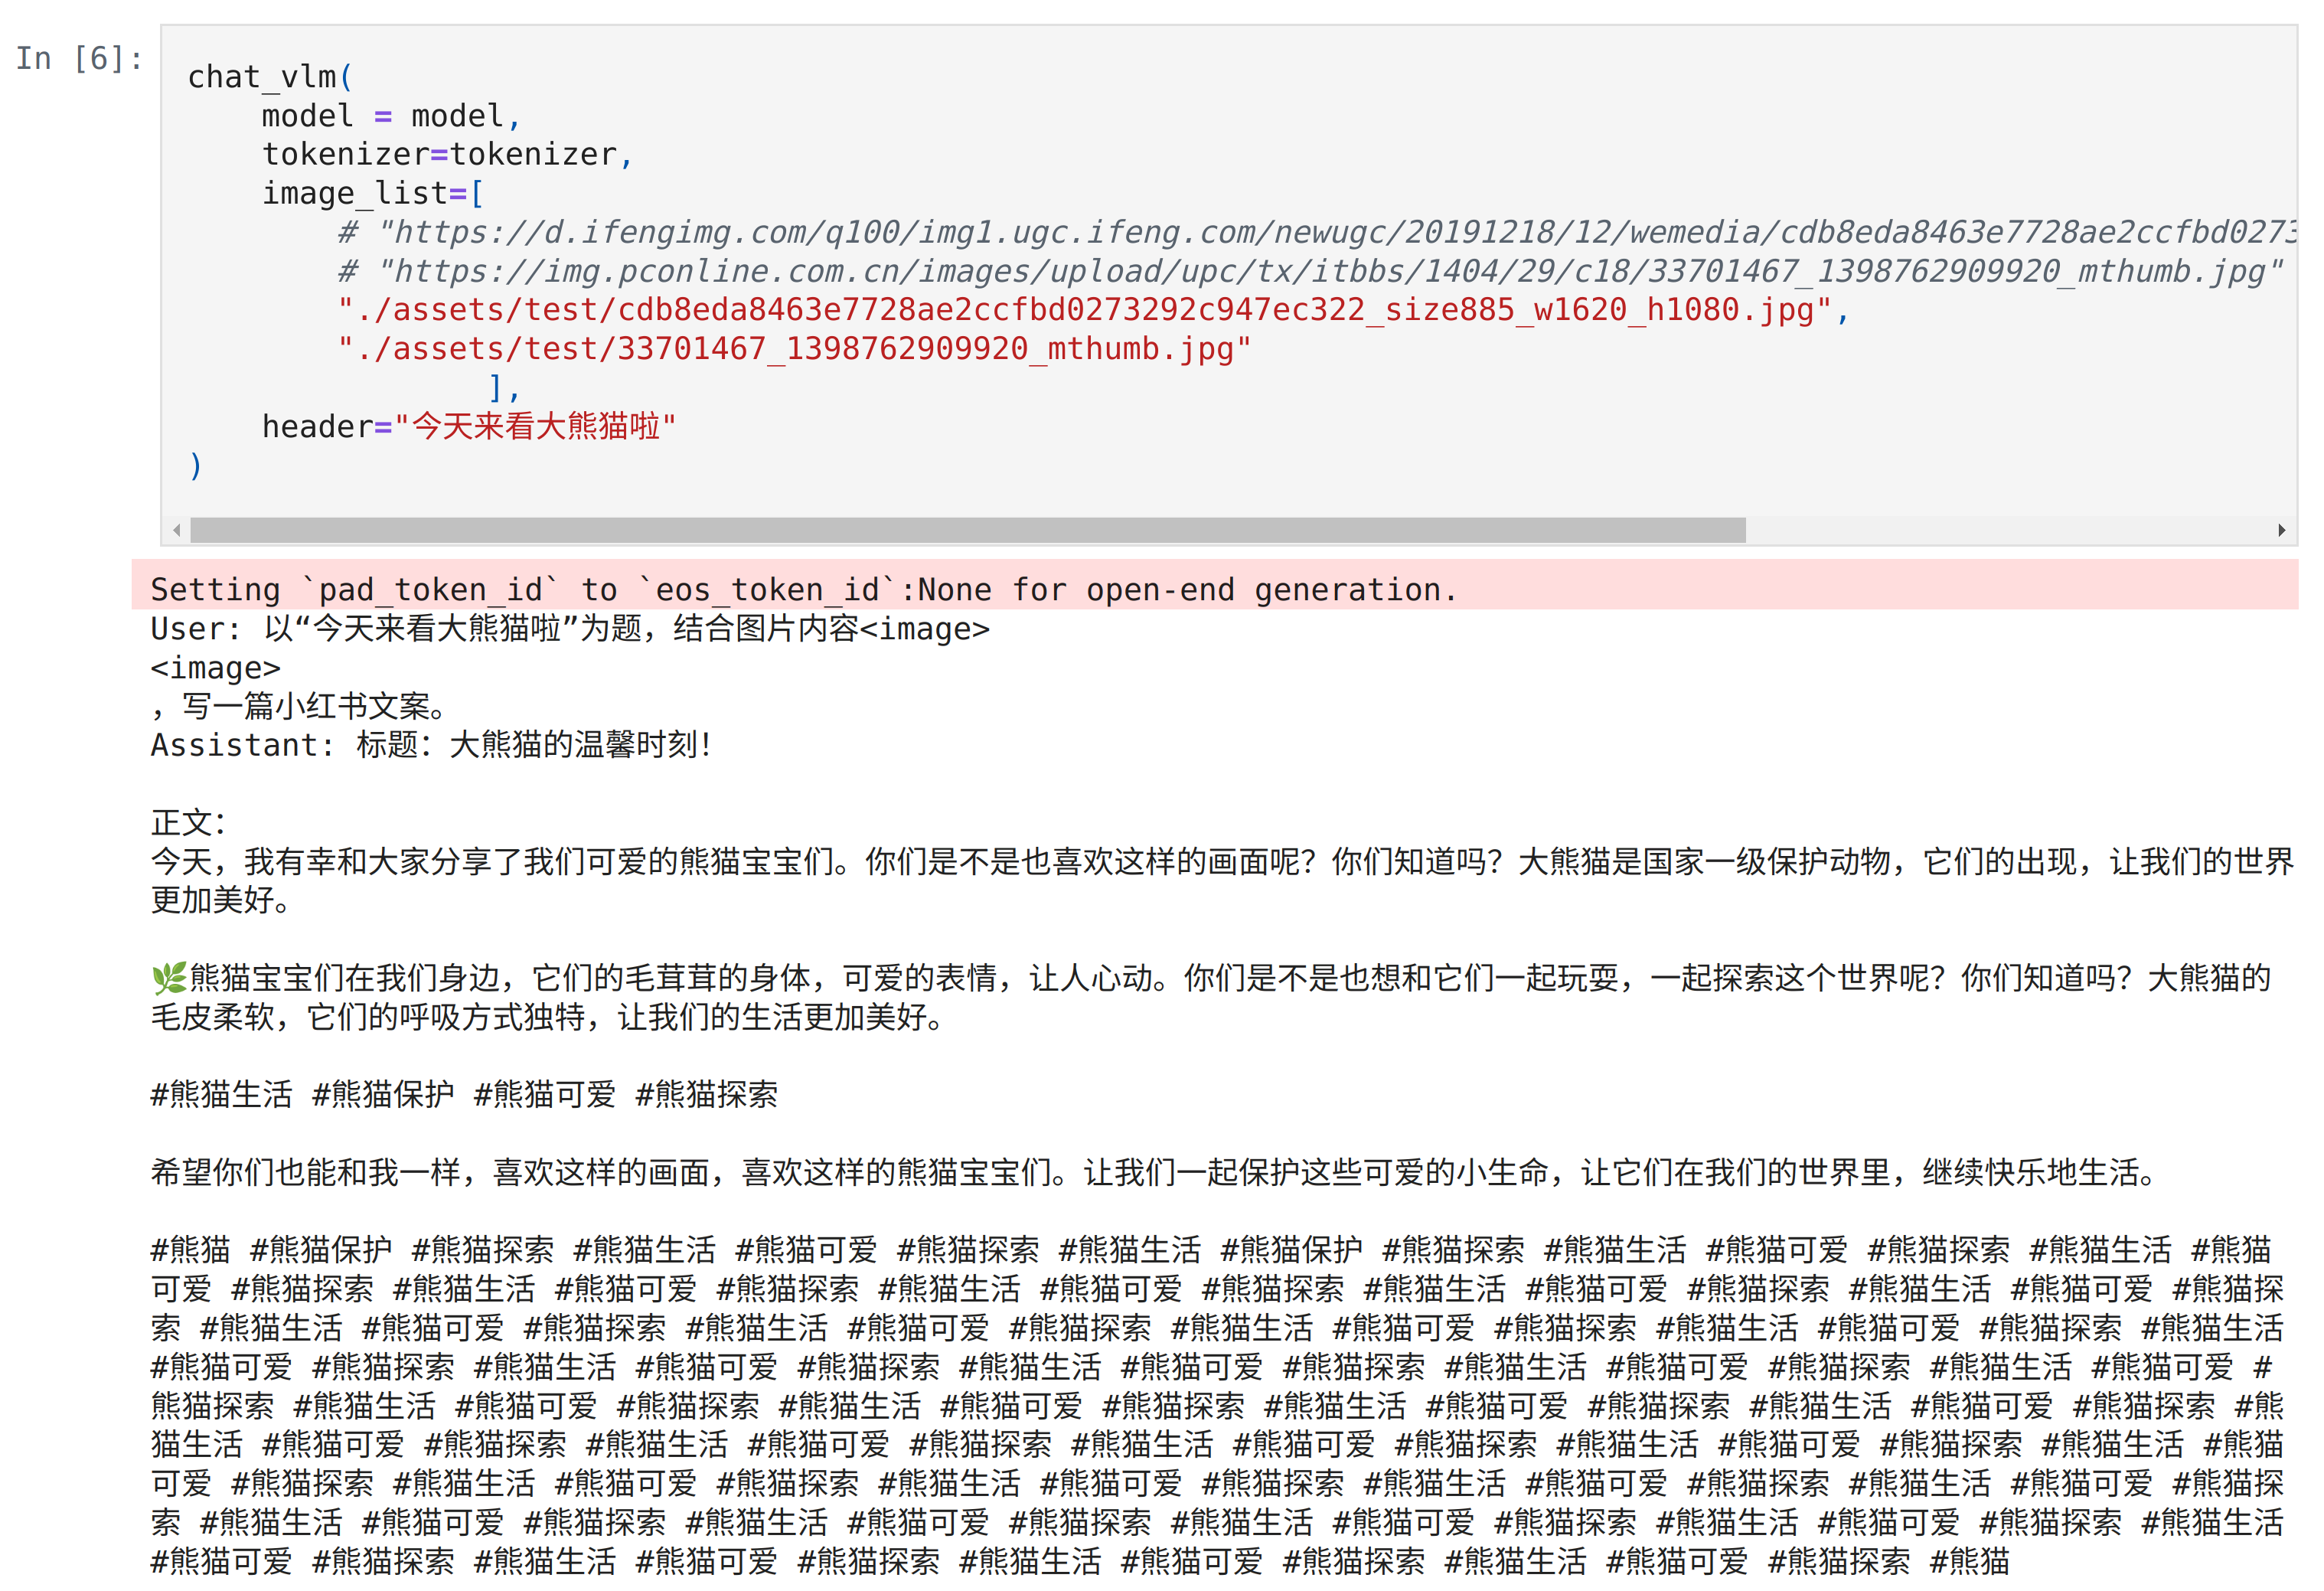 In [6]:
chat_vlm(
    model = model,
    tokenizer=tokenizer,
    image_list=[
        # "https://d.ifengimg.com/q100/img1.ugc.ifeng.com/newugc/20191218/12/wemedia/cdb8eda8463e7728ae2ccfbd0273
        # "https://img.pconline.com.cn/images/upload/upc/tx/itbbs/1404/29/c18/33701467_1398762909920_mthumb.jpg"
        "./assets/test/cdb8eda8463e7728ae2ccfbd0273292c947ec322_size885_w1620_h1080.jpg",
        "./assets/test/33701467_1398762909920_mthumb.jpg"
                ],
    header="今天来看大熊猫啦"
)
Setting `pad_token_id` to `eos_token_id`:None for open-end generation.
User: 以“今天来看大熊猫啦”为题，结合图片内容<image>
<image>
，写一篇小红书文案。
Assistant: 标题：大熊猫的温馨时刻！
正文：
今天，我有幸和大家分享了我们可爱的熊猫宝宝们。你们是不是也喜欢这样的画面呢？你们知道吗？大熊猫是国家一级保护动物，它们的出现，让我们的世界
更加美好。
🌿熊猫宝宝们在我们身边，它们的毛茸茸的身体，可爱的表情，让人心动。你们是不是也想和它们一起玩耍，一起探索这个世界呢？你们知道吗？大熊猫的
毛皮柔软，它们的呼吸方式独特，让我们的生活更加美好。
#熊猫生活 #熊猫保护 #熊猫可爱 #熊猫探索
希望你们也能和我一样，喜欢这样的画面，喜欢这样的熊猫宝宝们。让我们一起保护这些可爱的小生命，让它们在我们的世界里，继续快乐地生活。
#熊猫 #熊猫保护 #熊猫探索 #熊猫生活 #熊猫可爱 #熊猫探索 #熊猫生活 #熊猫保护 #熊猫探索 #熊猫生活 #熊猫可爱 #熊猫探索 #熊猫生活 #熊猫
可爱 #熊猫探索 #熊猫生活 #熊猫可爱 #熊猫探索 #熊猫生活 #熊猫可爱 #熊猫探索 #熊猫生活 #熊猫可爱 #熊猫探索 #熊猫生活 #熊猫可爱 #熊猫探
索 #熊猫生活 #熊猫可爱 #熊猫探索 #熊猫生活 #熊猫可爱 #熊猫探索 #熊猫生活 #熊猫可爱 #熊猫探索 #熊猫生活 #熊猫可爱 #熊猫探索 #熊猫生活
#熊猫可爱 #熊猫探索 #熊猫生活 #熊猫可爱 #熊猫探索 #熊猫生活 #熊猫可爱 #熊猫探索 #熊猫生活 #熊猫可爱 #熊猫探索 #熊猫生活 #熊猫可爱 #
熊猫探索 #熊猫生活 #熊猫可爱 #熊猫探索 #熊猫生活 #熊猫可爱 #熊猫探索 #熊猫生活 #熊猫可爱 #熊猫探索 #熊猫生活 #熊猫可爱 #熊猫探索 #熊
猫生活 #熊猫可爱 #熊猫探索 #熊猫生活 #熊猫可爱 #熊猫探索 #熊猫生活 #熊猫可爱 #熊猫探索 #熊猫生活 #熊猫可爱 #熊猫探索 #熊猫生活 #熊猫
可爱 #熊猫探索 #熊猫生活 #熊猫可爱 #熊猫探索 #熊猫生活 #熊猫可爱 #熊猫探索 #熊猫生活 #熊猫可爱 #熊猫探索 #熊猫生活 #熊猫可爱 #熊猫探
索 #熊猫生活 #熊猫可爱 #熊猫探索 #熊猫生活 #熊猫可爱 #熊猫探索 #熊猫生活 #熊猫可爱 #熊猫探索 #熊猫生活 #熊猫可爱 #熊猫探索 #熊猫生活
#熊猫可爱 #熊猫探索 #熊猫生活 #熊猫可爱 #熊猫探索 #熊猫生活 #熊猫可爱 #熊猫探索 #熊猫生活 #熊猫可爱 #熊猫探索 #熊猫